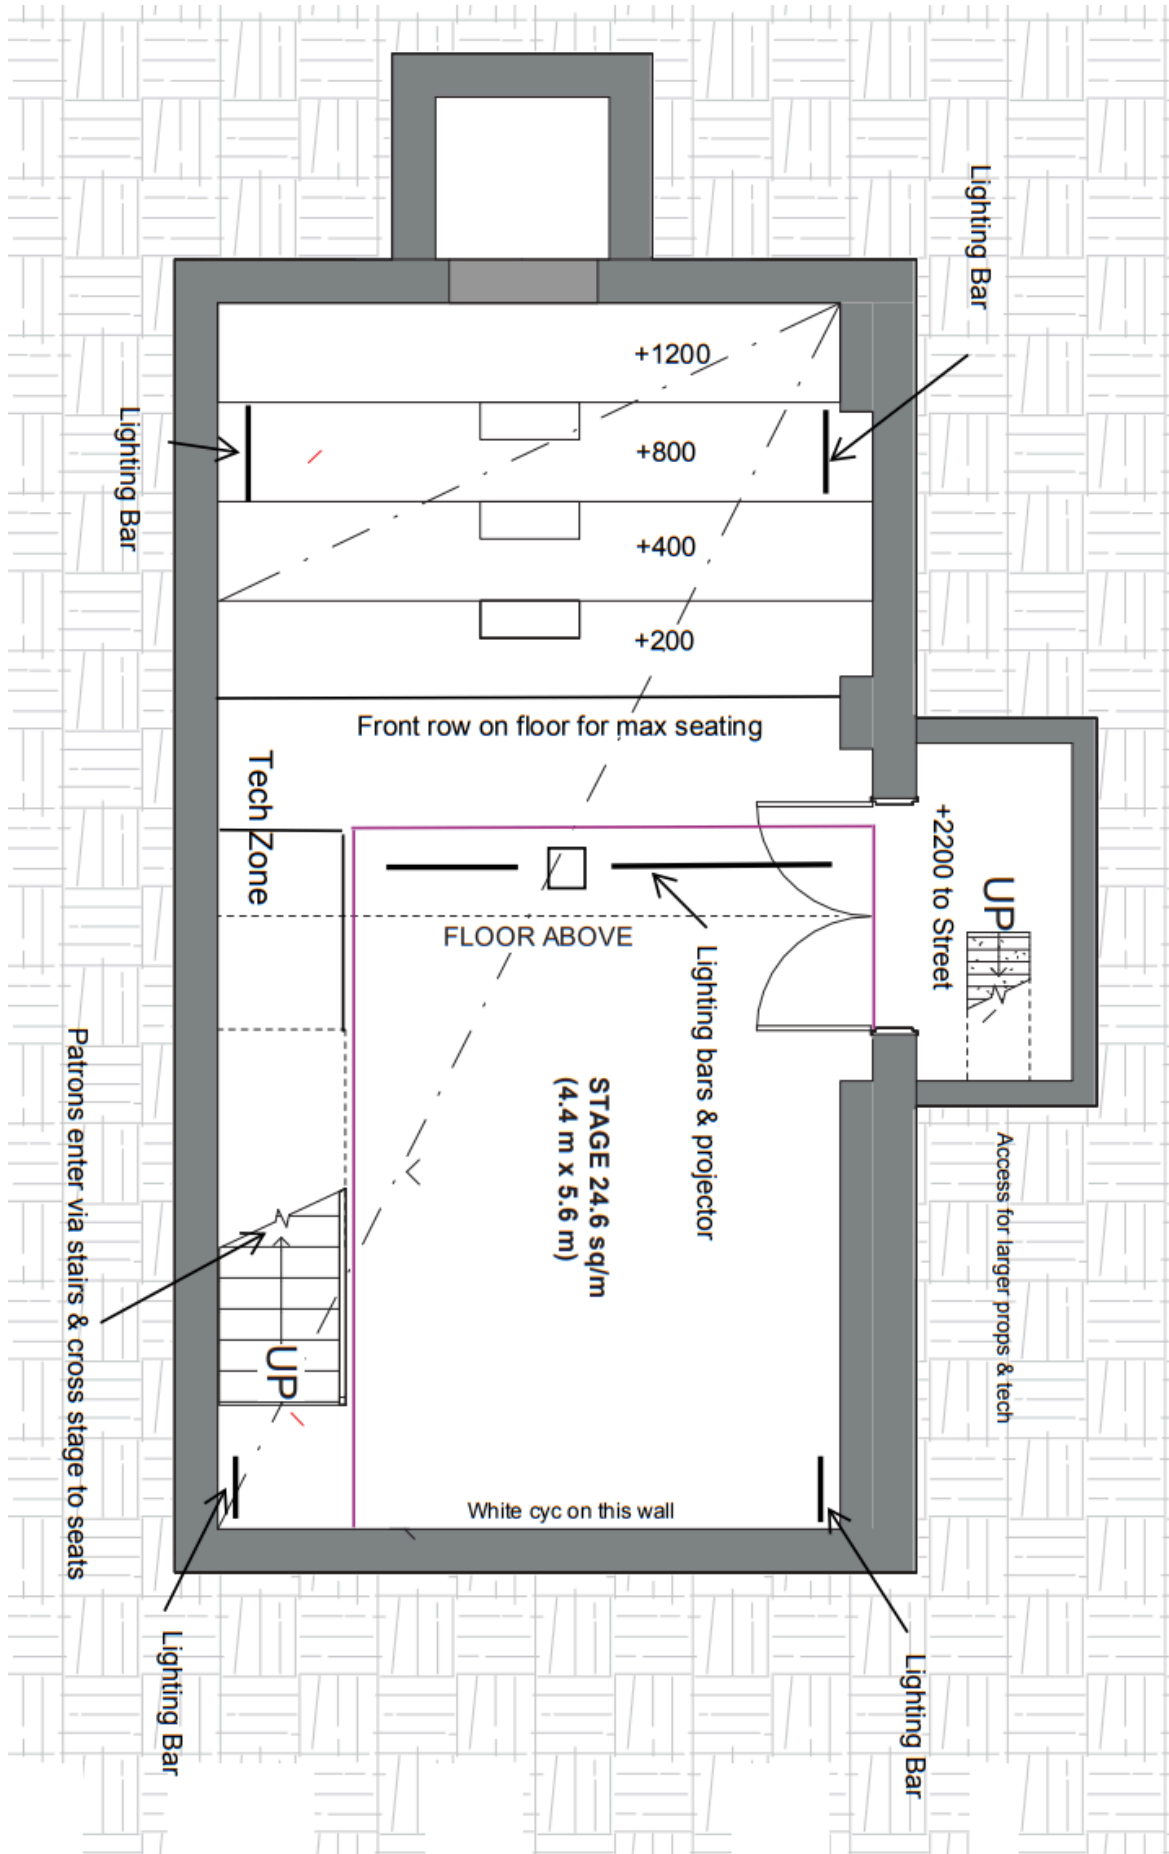 Lighting Bar
+1200
Lighting Bar
+800
+400
+200
Front row on floor for max seating
Tech Zone
+2200 to Street
UP
FLOOR ABOVE
Lighting bars & projector
STAGE 24.6 sq/m
(4.4 m x 5.6 m)
Patrons enter via stairs & cross stage to seats
Access for larger props & tech
UP
White cyc on this wall
Lighting Bar
Lighting Bar